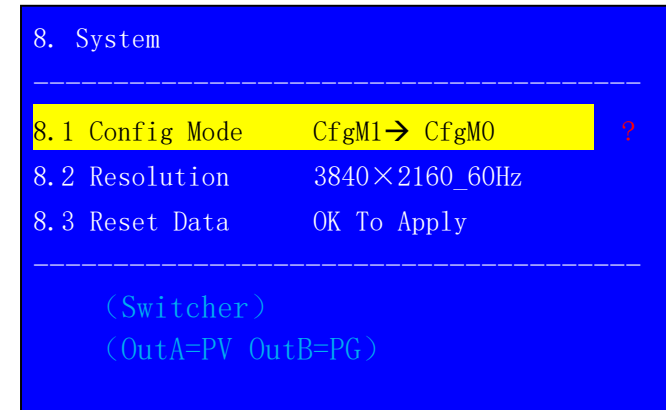 8. System
--------------------------------------
8.1 Config Mode CfgM1→ CfgM0 ?
8.2 Resolution 3840×2160_60Hz
8.3 Reset Data OK To Apply
--------------------------------------
（Switcher）
（OutA=PV OutB=PG）